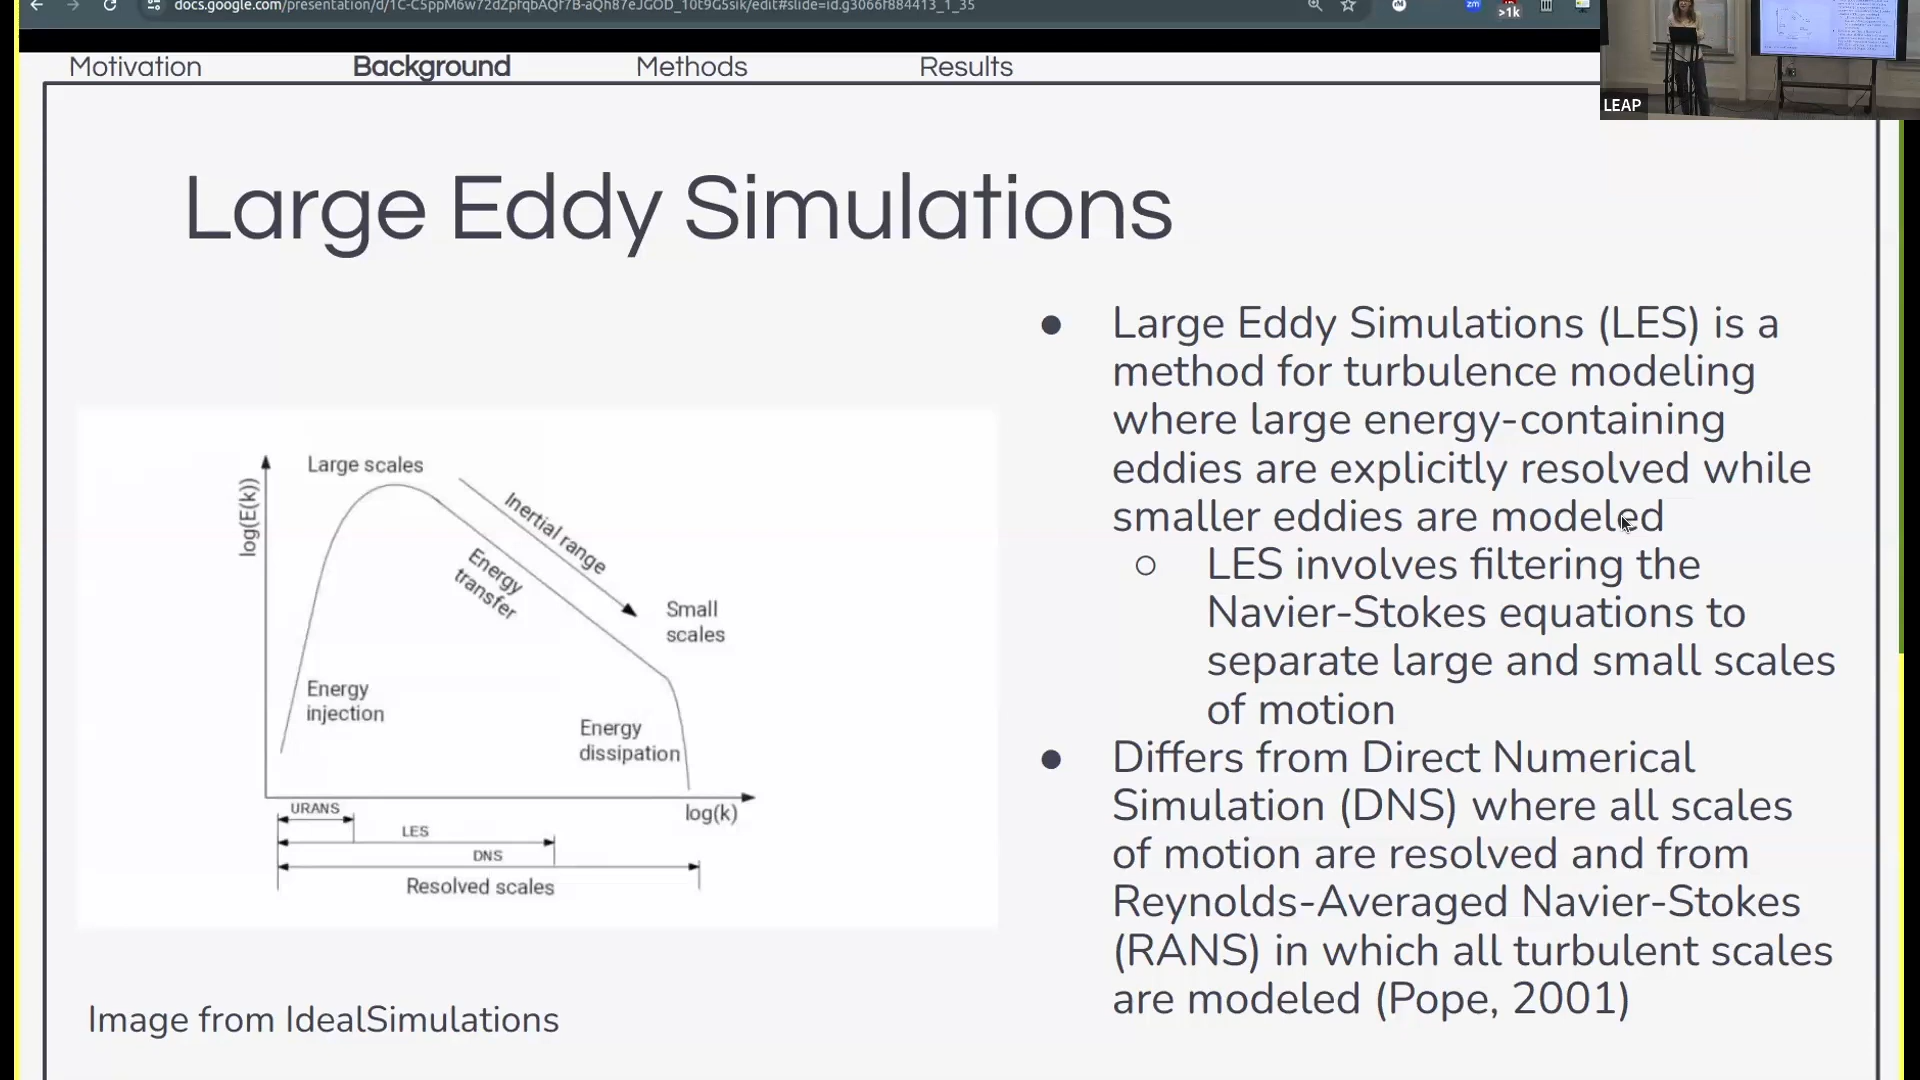 docs.google.com/presentation/d/1C-C5ppM6w72dZpfqbAQf7B-aQh87eJGOD_10t9G5sik/edit#slide=id.g3066f884413_1_35
zm
>1k
LEAP
Motivation
Background
Methods
Results
Large Eddy Simulations
log(E(k))
Large scales
Inertial range
Energy
transfer
Small
scales
Energy
injection
Energy
dissipation
log(k)
URANS
LES
DNS
Resolved scales
Image from IdealSimulations
● Large Eddy Simulations (LES) is a
method for turbulence modeling
where large energy-containing
eddies are explicitly resolved while
smaller eddies are modeled
○ LES involves filtering the
Navier-Stokes equations to
separate large and small scales
of motion
● Differs from Direct Numerical
Simulation (DNS) where all scales
of motion are resolved and from
Reynolds-Averaged Navier-Stokes
(RANS) in which all turbulent scales
are modeled (Pope, 2001)